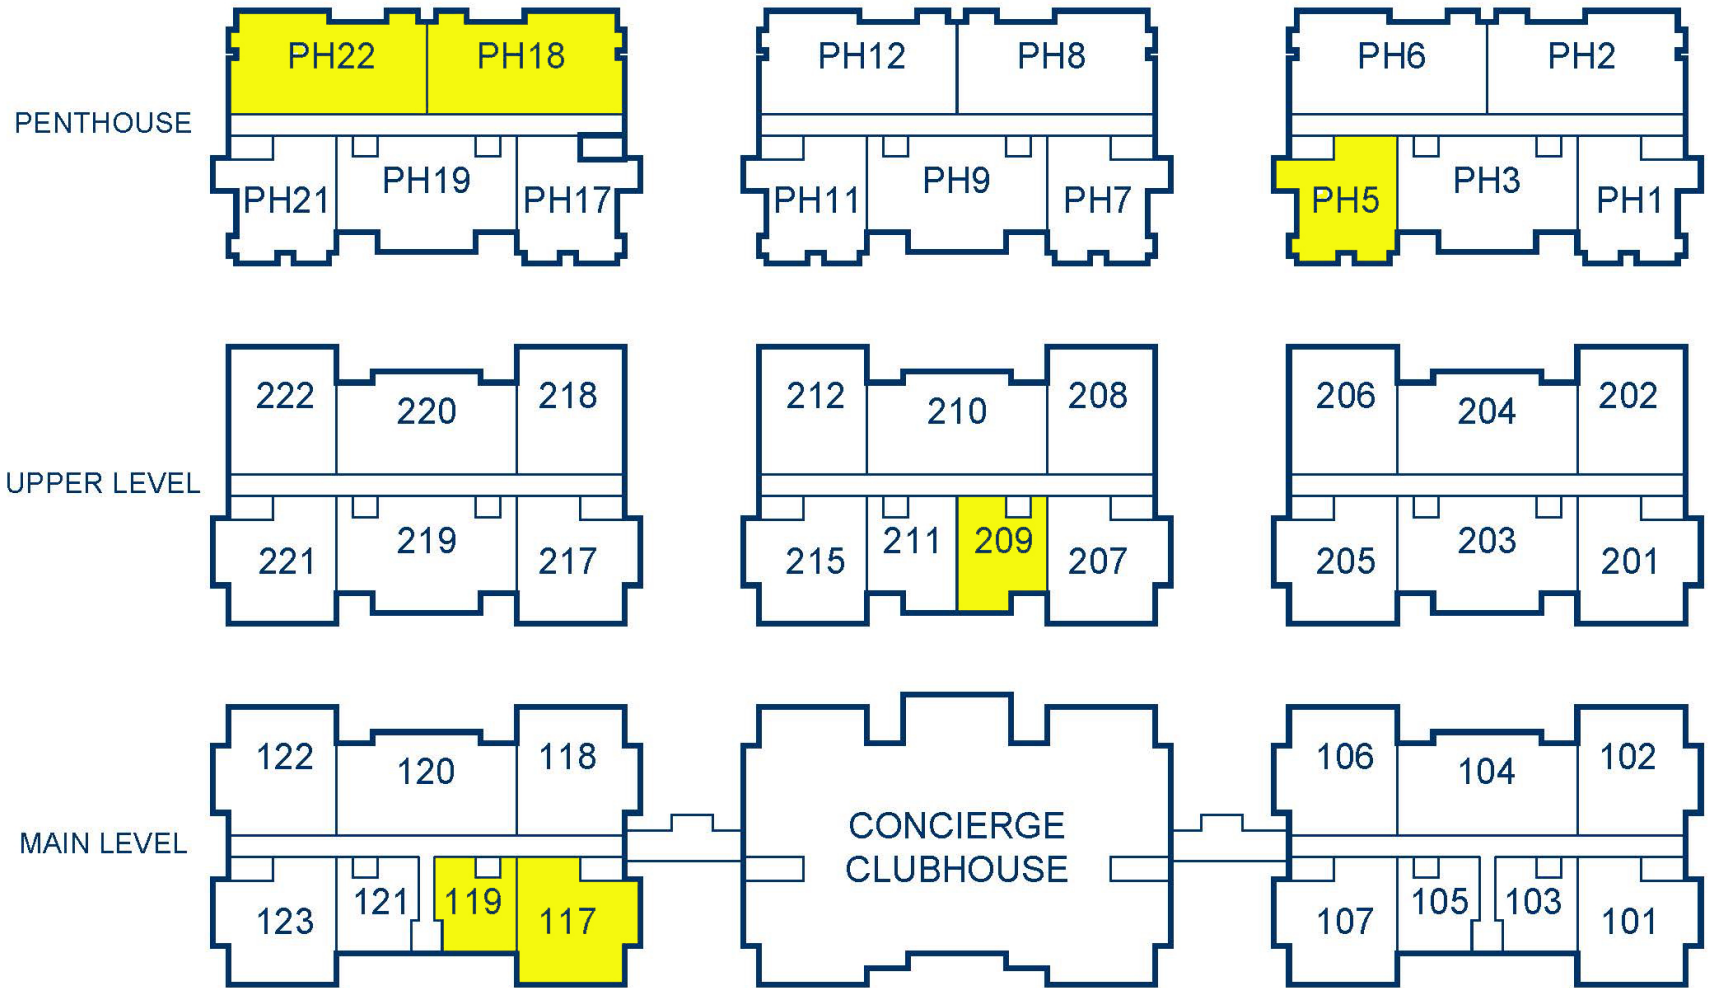 PH22 PH18 PH12 PH8 PH6 PH2
PENTHOUSE
PH21 PH19 PH17 PH11 PH9 PH7 PH5 PH3 PH1
222 220 218 212 210 208 206 204 202
UPPER LEVEL
221 219 217 215 211 209 207 205 203 201
122 120 118 106 104 102
MAIN LEVEL
CONCIERGE
CLUBHOUSE
123 121 119 117 107 105 103 101